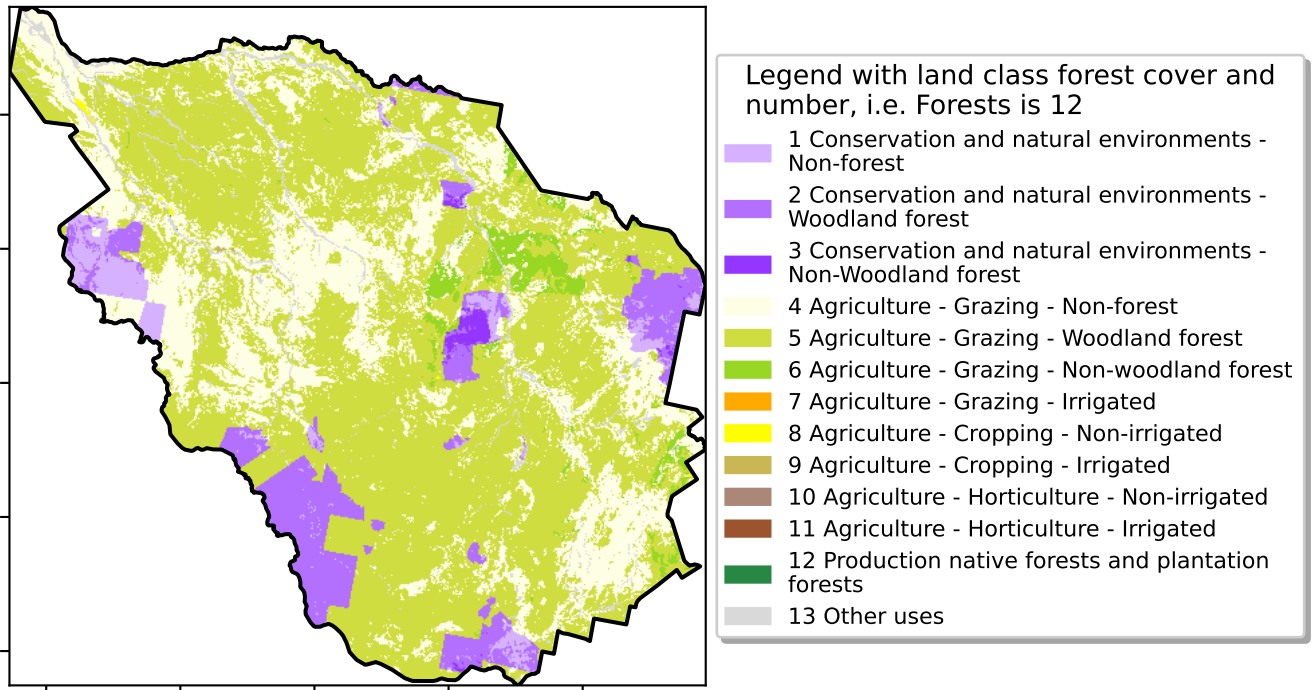 Legend with land class forest cover and
number, i.e. Forests is 12
1 Conservation and natural environments -
Non-forest
2 Conservation and natural environments -
Woodland forest
3 Conservation and natural environments -
Non-Woodland forest
4 Agriculture - Grazing - Non-forest
5 Agriculture - Grazing - Woodland forest
6 Agriculture - Grazing - Non-woodland forest
7 Agriculture - Grazing - Irrigated
8 Agriculture - Cropping - Non-irrigated
9 Agriculture - Cropping - Irrigated
10 Agriculture - Horticulture - Non-irrigated
11 Agriculture - Horticulture - Irrigated
12 Production native forests and plantation
forests
13 Other uses